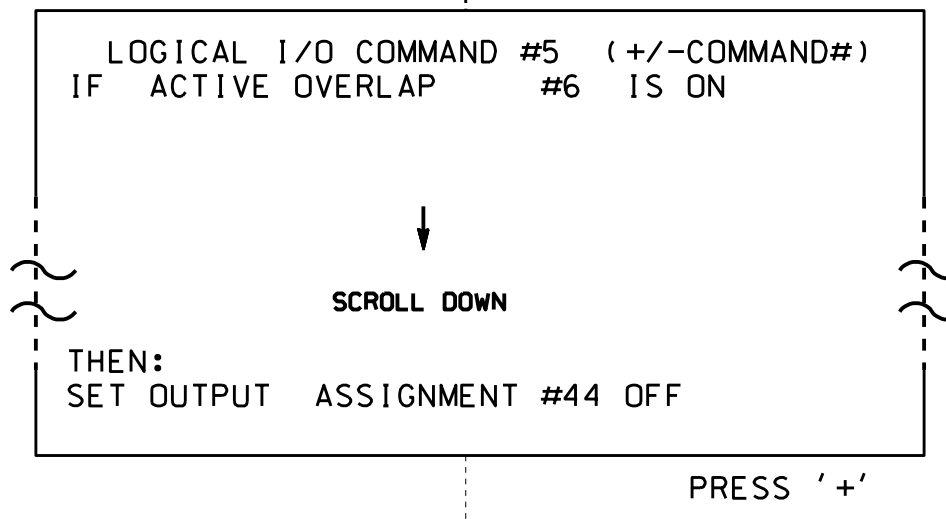 LOGICAL I/O COMMAND #5 (+/-COMMAND#)
IF ACTIVE OVERLAP #6 IS ON
SCROLL DOWN
THEN:
SET OUTPUT ASSIGNMENT #44 OFF
PRESS '+'